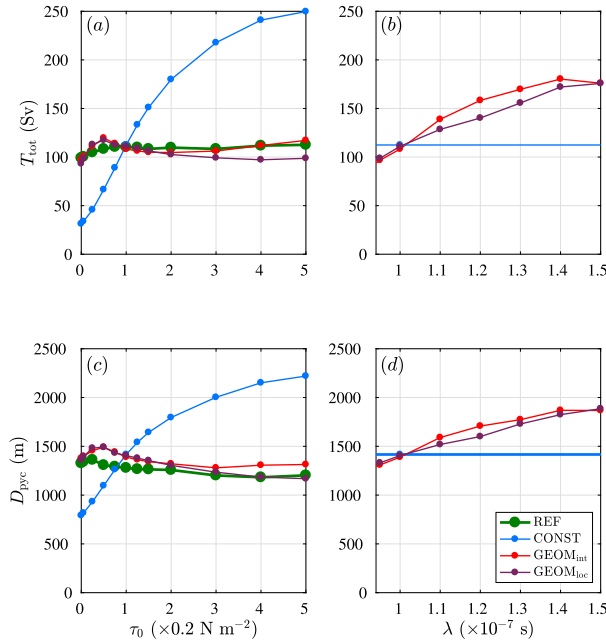 (a)
(b)
T_tot (Sv)
250
200
150
100
50
0
250
200
150
100
50
0
0 1 2 3 4 5
1 1.1 1.2 1.3 1.4 1.5
(c)
(d)
D_pyc (m)
2500
2000
1500
1000
500
0
2500
2000
1500
1000
500
0
REF
CONST
GEOM_int
GEOM_loc
0 1 2 3 4 5
1 1.1 1.2 1.3 1.4 1.5
τ₀ (×0.2 N m⁻²)
λ (×10⁻⁷ s)